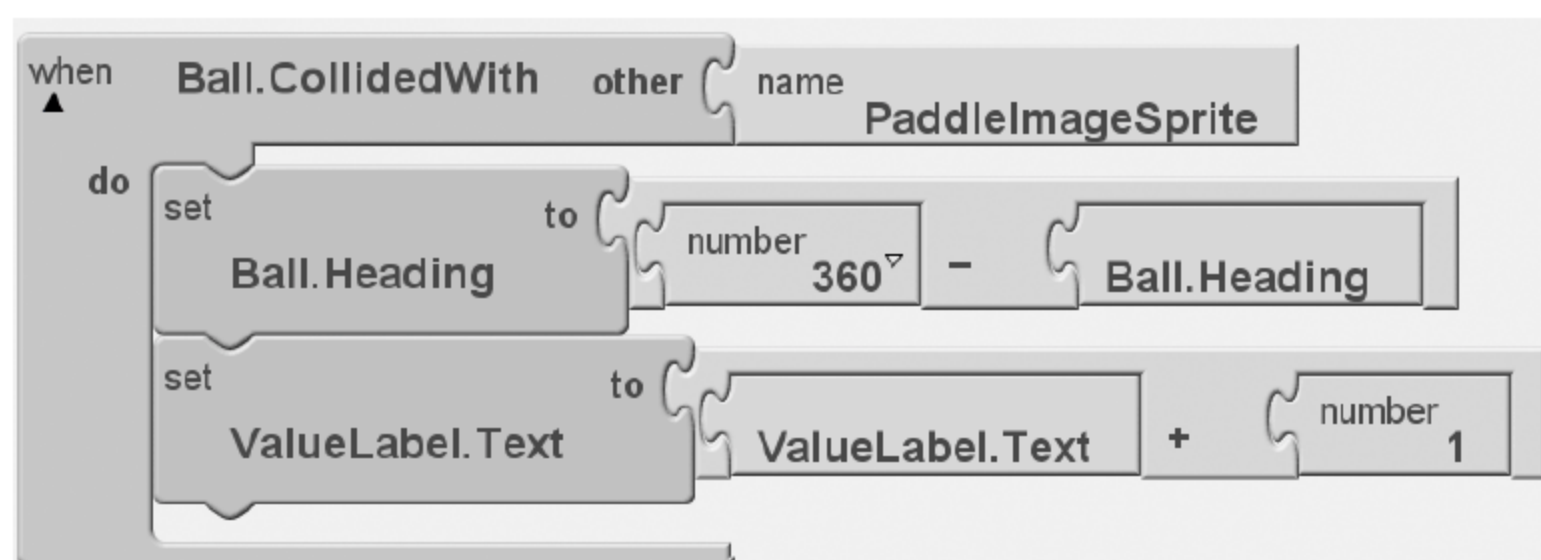 when Ball.CollidedWith other name
PaddleImageSprite
do
set to number
360 - Ball.Heading
Ball.Heading
set to number
ValueLabel.Text ValueLabel.Text + 1